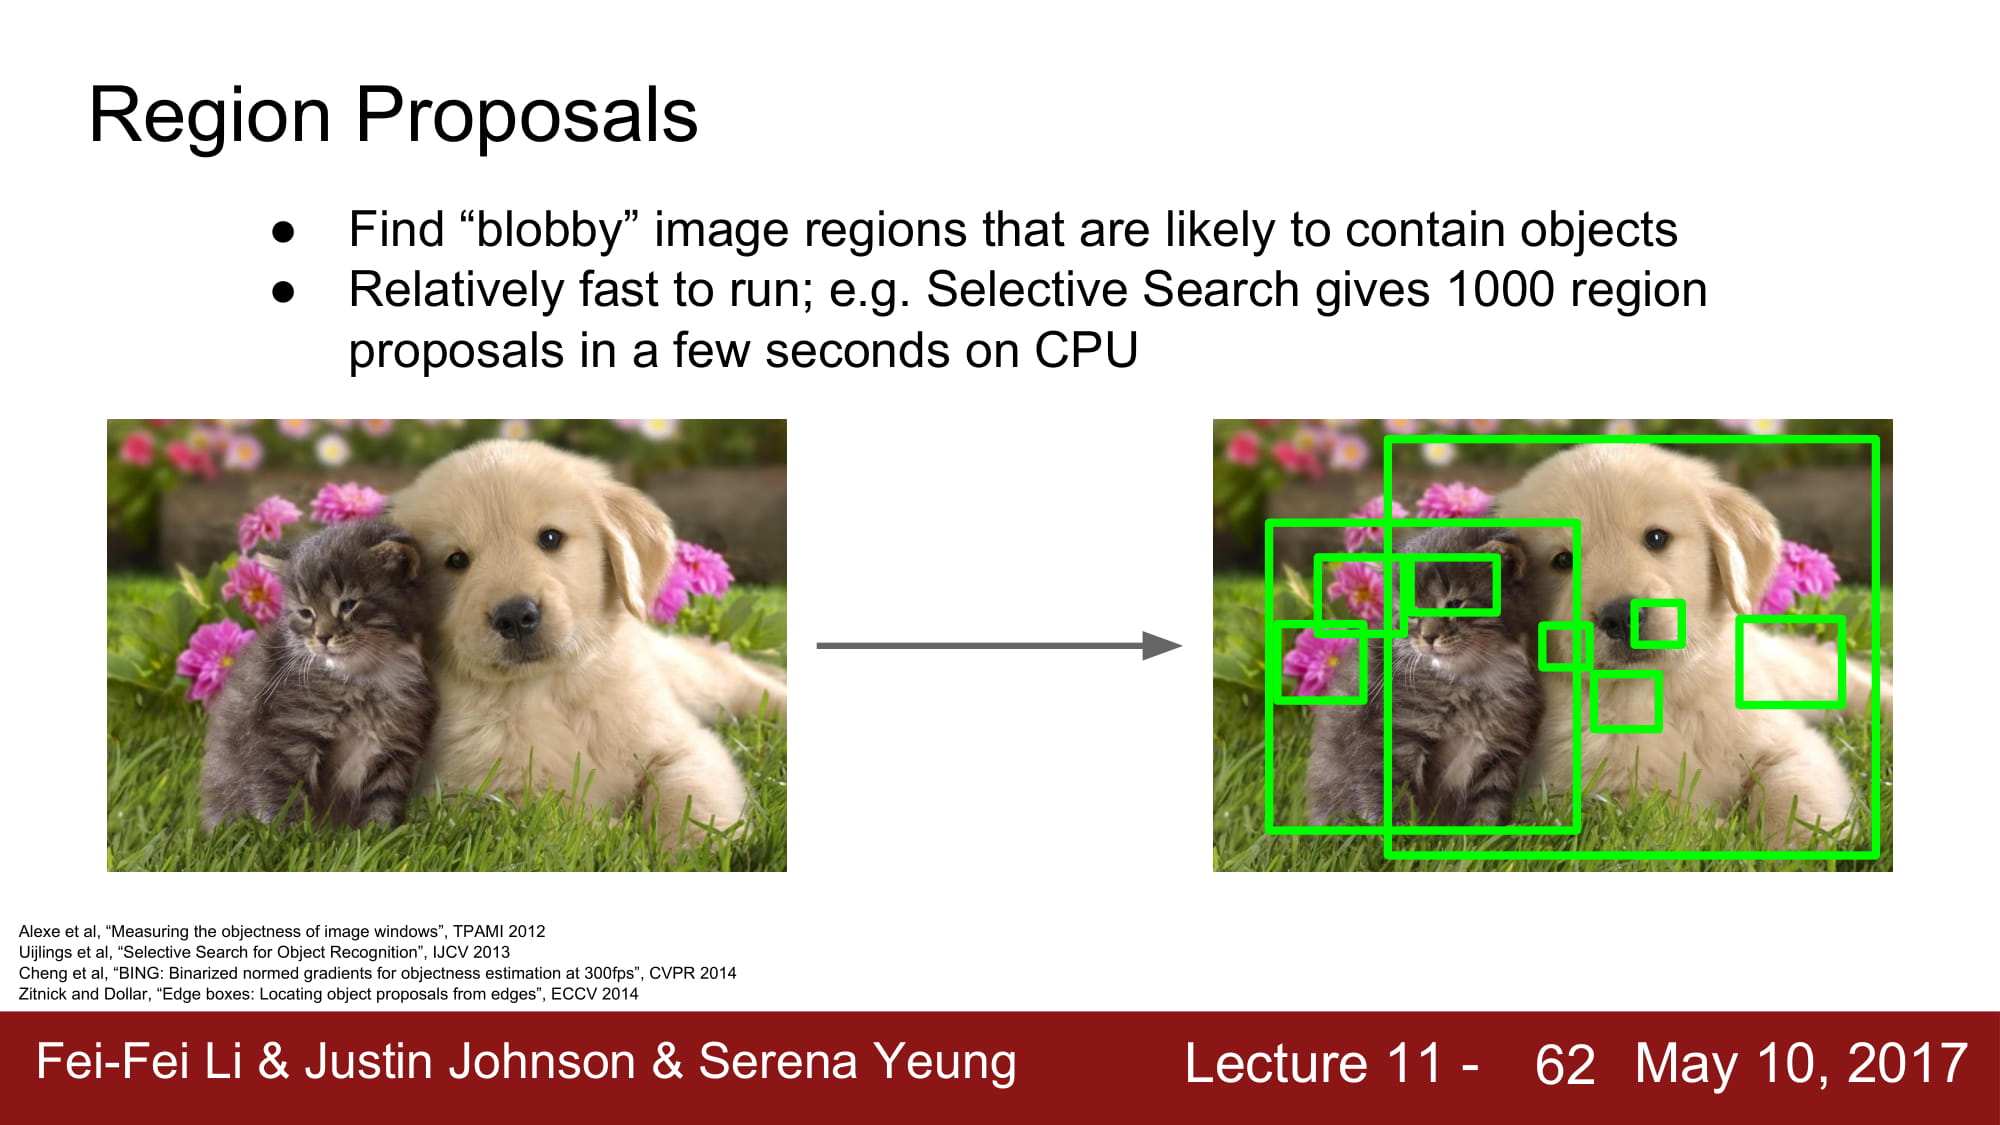 Region Proposals
● Find “blobby” image regions that are likely to contain objects
● Relatively fast to run; e.g. Selective Search gives 1000 region
proposals in a few seconds on CPU
Alexe et al, “Measuring the objectness of image windows”, TPAMI 2012
Uijlings et al, “Selective Search for Object Recognition”, IJCV 2013
Cheng et al, “BING: Binarized normed gradients for objectness estimation at 300fps”, CVPR 2014
Zitnick and Dollar, “Edge boxes: Locating object proposals from edges”, ECCV 2014
Fei-Fei Li & Justin Johnson & Serena Yeung Lecture 11 - 62 May 10, 2017